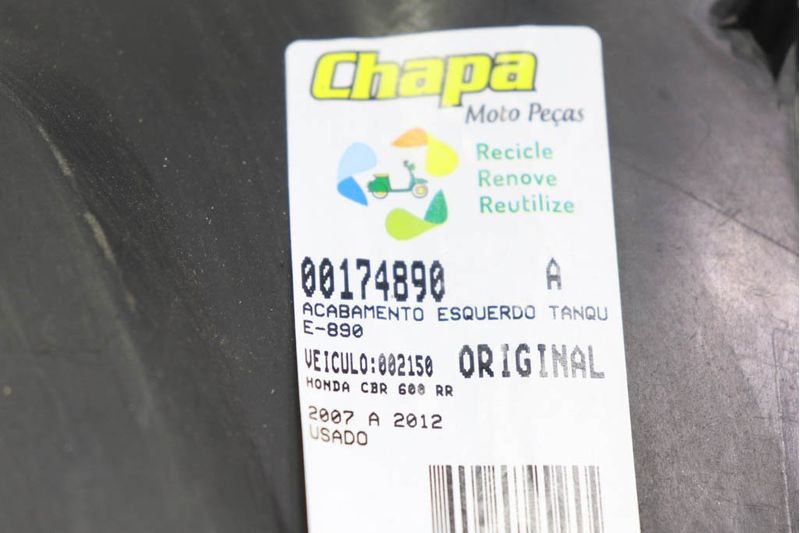 Chapa
Moto Peças
Recicle
Renove
Reutilize
00174890 A
ACABAMENTO ESQUERDO TANQU
E-890
VEICULO:002150 ORIGINAL
HONDA CBR 600 RR
2007 A 2012
USADO